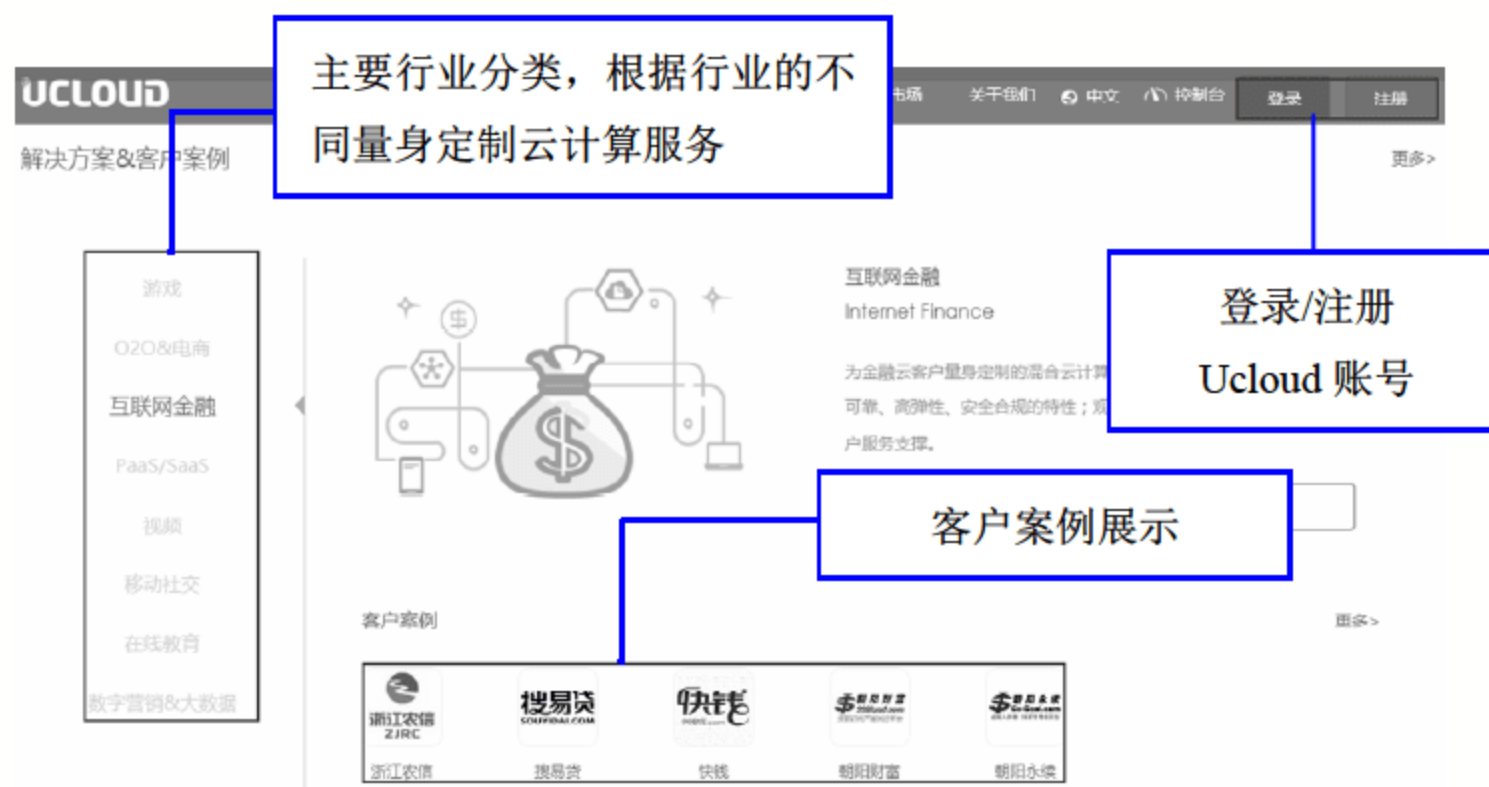 主要行业分类，根据行业的不
同量身定制云计算服务
UCLOUD
市场 关于我们 中文 控制台 登录 注册
解决方案&客户案例
更多>
游戏
O2O&电商
互联网金融
PaaS/SaaS
视频
移动社交
在线教育
数字营销&大数据
互联网金融
Internet Finance
为金融云客户量身定制的混合云计算
可靠、高弹性、安全合规的特性；
户服务支撑。
登录/注册
Ucloud 账号
客户案例展示
客户案例
更多>
浙江农信
ZJRC
搜易贷
SOUYIDAI.COM
快钱
浙江农信
搜易贷
快钱
朝阳财富
朝阳永续